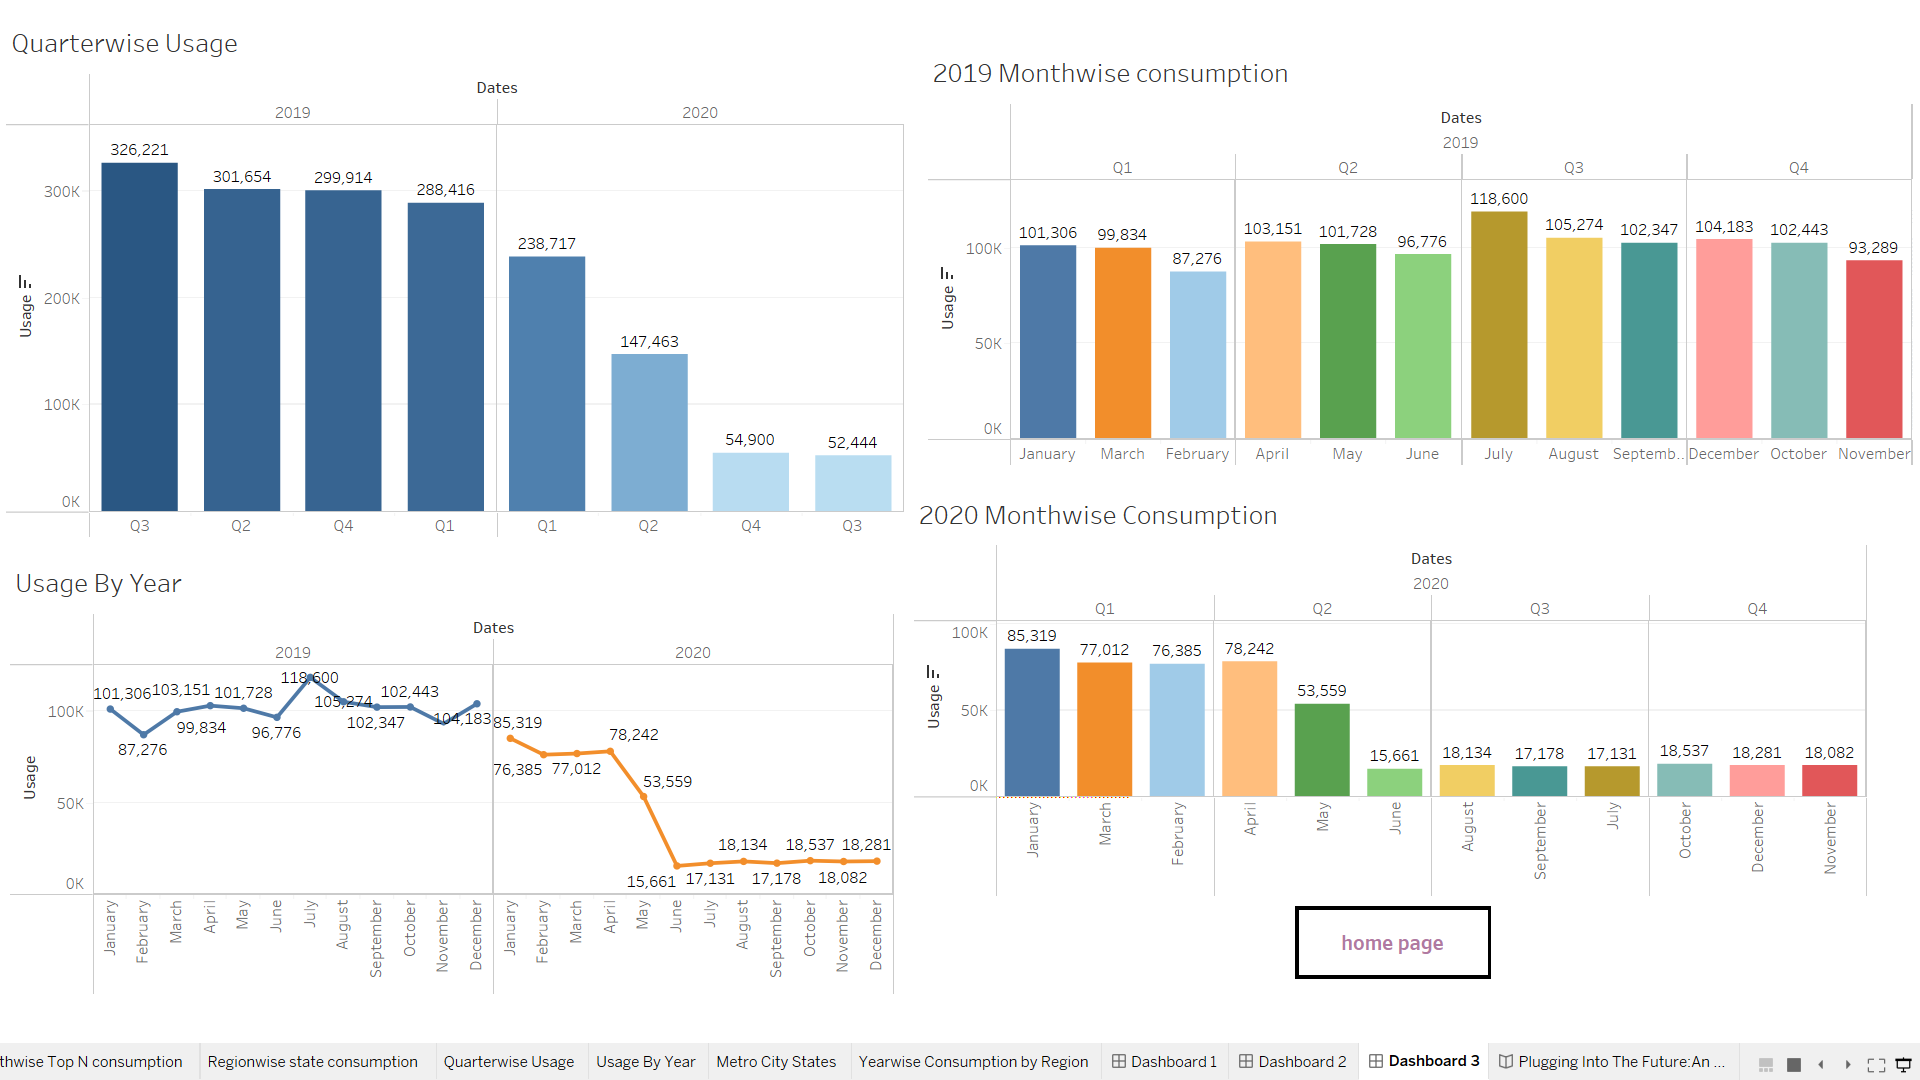 Quarterwise Usage
Dates
2019
2020
Usage
300K
200K
100K
0K
326,221
301,654
299,914
288,416
238,717
147,463
54,900
52,444
Q3
Q2
Q4
Q1
Q1
Q2
Q4
Q3
2019 Monthwise consumption
Dates
2019
Q1
Q2
Q3
Q4
Usage
100K
50K
0K
101,306
99,834
87,276
103,151
101,728
96,776
118,600
105,274
102,347
104,183
102,443
93,289
January
March
February
April
May
June
July
August
Septemb..
December
October
November
Usage By Year
Dates
2019
2020
Usage
100K
50K
0K
101,306
87,276
99,834
103,151
101,728
96,776
118,600
105,274
102,347
102,443
104,183
85,319
76,385
77,012
78,242
53,559
15,661
17,131
18,134
17,178
18,537
18,082
18,281
January
February
March
April
May
June
July
August
September
October
November
December
January
February
March
April
May
June
July
August
September
October
November
December
2020 Monthwise Consumption
Dates
2020
Q1
Q2
Q3
Q4
Usage
100K
50K
0K
85,319
77,012
76,385
78,242
53,559
15,661
18,134
17,178
17,131
18,537
18,281
18,082
January
March
February
April
May
June
August
September
July
October
December
November
home page
thwise Top N consumption
Regionwise state consumption
Quarterwise Usage
Usage By Year
Metro City States
Yearwise Consumption by Region
Dashboard 1
Dashboard 2
Dashboard 3
Plugging Into The Future:An ...